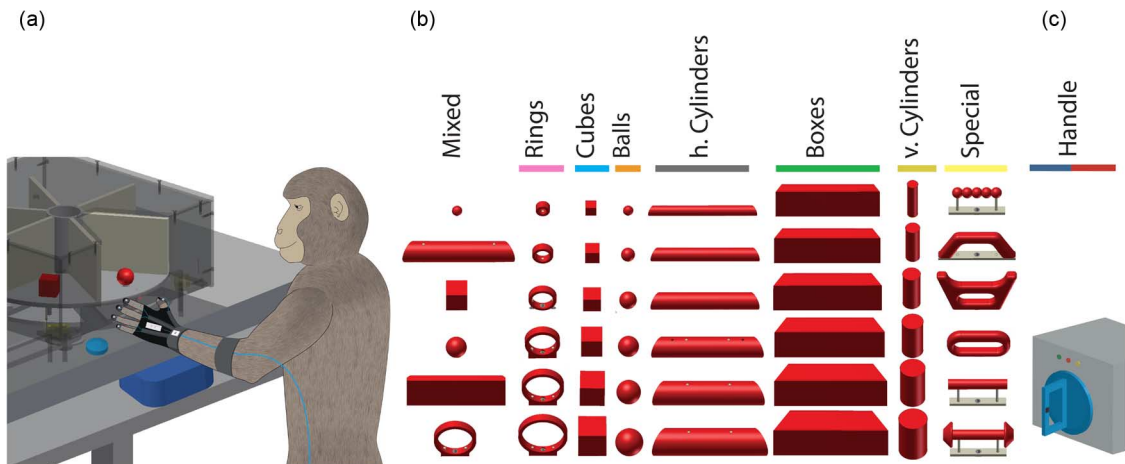 (a)
(b)
(c)
Mixed
Rings
Cubes
Balls
h. Cylinders
Boxes
v. Cylinders
Special
Handle